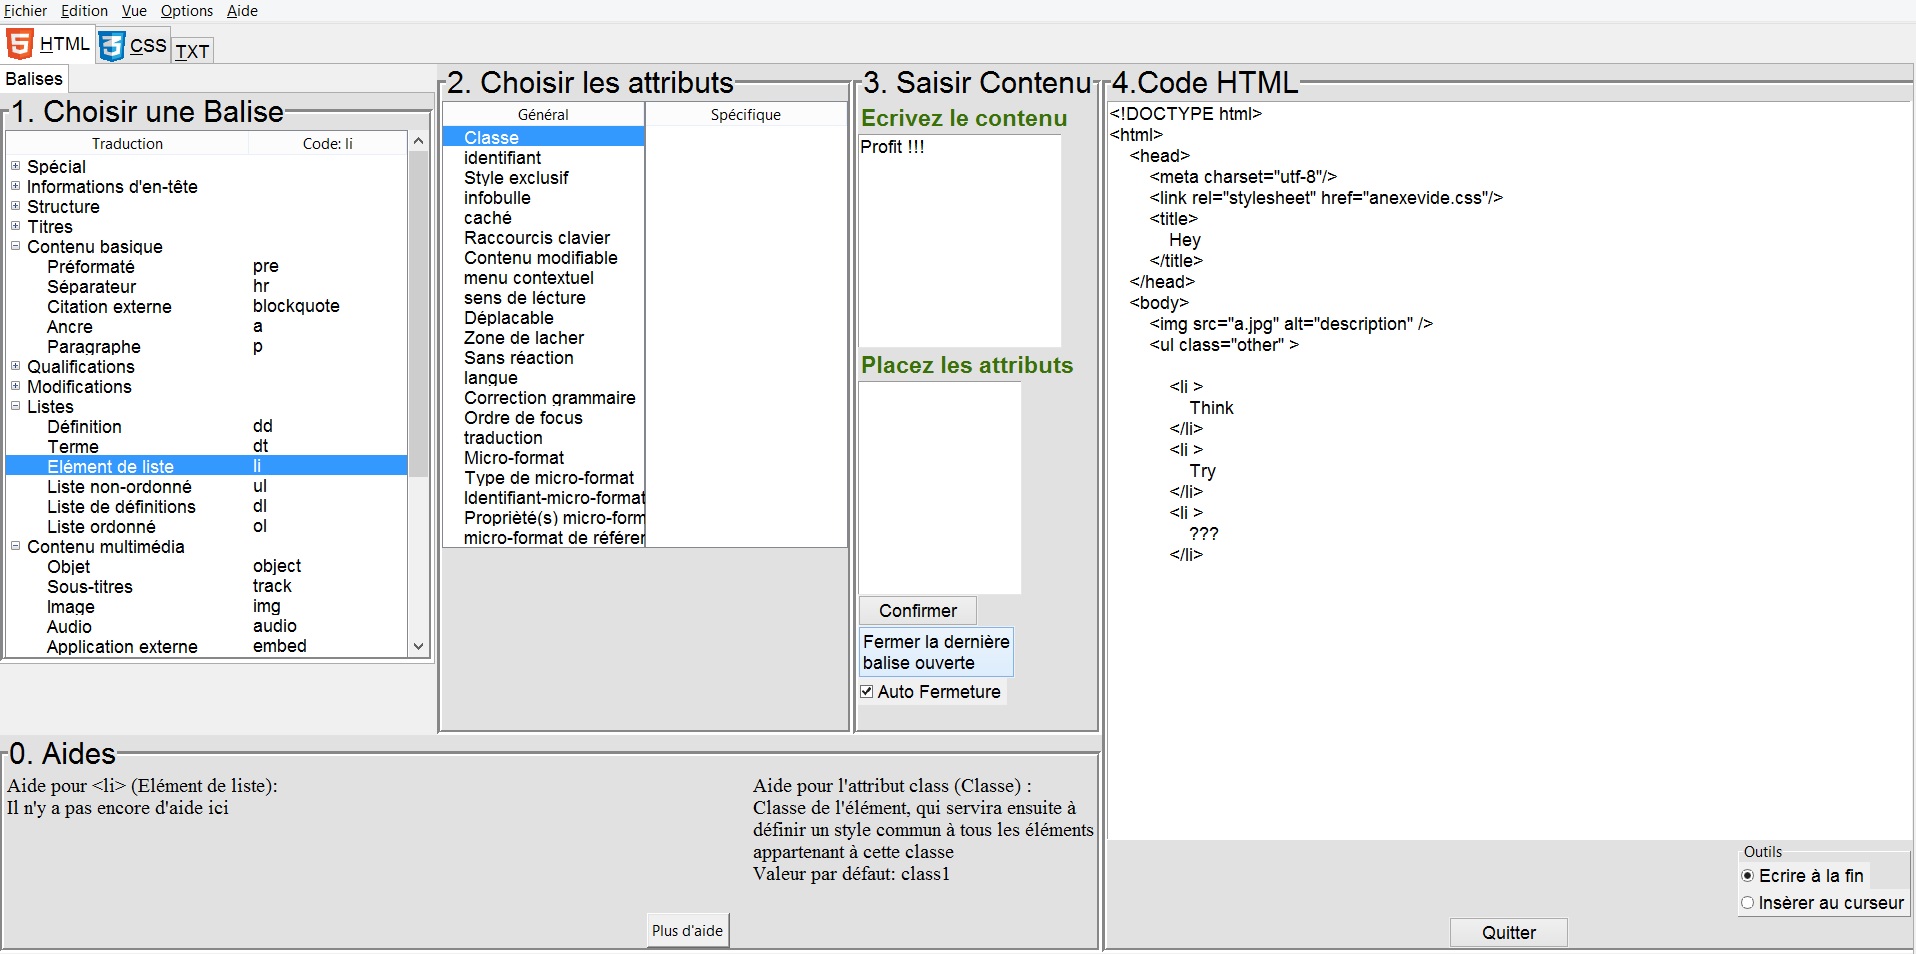 Fichier Edition Vue Options Aide
HTML CSS TXT
Balises
1. Choisir une Balise
Traduction Code: li
Spécial
Informations d'en-tête
Structure
Titres
Contenu basique
Préformaté pre
Séparateur hr
Citation externe blockquote
Ancre a
Paragraphe p
Qualifications
Modifications
Listes
Définition dd
Terme dt
Elément de liste li
Liste non-ordonné ul
Liste de définitions dl
Liste ordonné ol
Contenu multimédia
Objet object
Sous-titres track
Image img
Audio audio
Application externe embed
2. Choisir les attributs
Général Spécifique
Classe
identifiant
Style exclusif
infobulle
caché
Raccourcis clavier
Contenu modifiable
menu contextuel
sens de lécture
Déplacable
Zone de lacher
Sans réaction
langue
Correction grammaire
Ordre de focus
traduction
Micro-format
Type de micro-format
Identifiant-micro-format
Proprièté(s) micro-form
micro-format de référer
3. Saisir Contenu
Ecrivez le contenu
Profit !!!
Placez les attributs
Confirmer
Fermer la dernière
balise ouverte
Auto Fermeture
4.Code HTML
<!DOCTYPE html>
<html>
<head>
<meta charset="utf-8"/>
<link rel="stylesheet" href="anexevide.css"/>
<title>
Hey
</title>
</head>
<body>
<img src="a.jpg" alt="description" />
<ul class="other" >
<li >
Think
</li>
<li >
Try
</li>
<li >
???
</li>
Outils
Ecrire à la fin
Insèrer au curseur
Quitter
0. Aides
Aide pour <li> (Elément de liste):
Il n'y a pas encore d'aide ici
Aide pour l'attribut class (Classe) :
Classe de l'élément, qui servira ensuite à
définir un style commun à tous les éléments
appartenant à cette classe
Valeur par défaut: class1
Plus d'aide